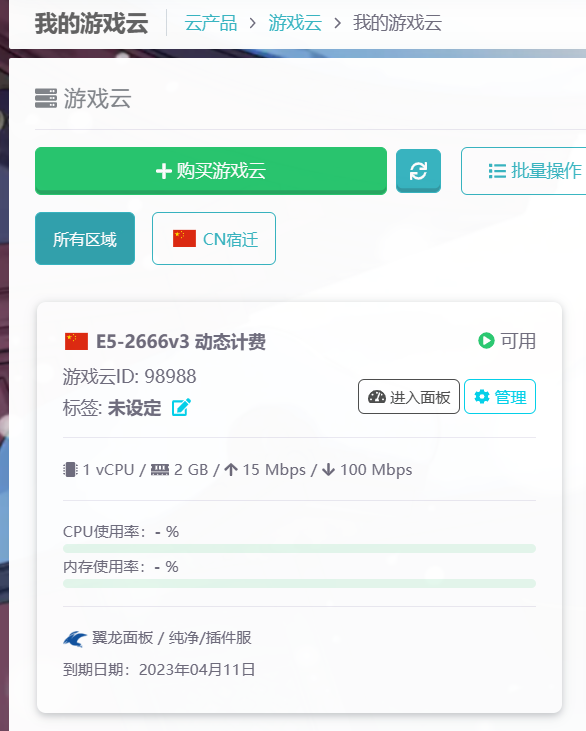 我的游戏云 云产品 > 游戏云 > 我的游戏云
游戏云
+ 购买游戏云 批量操作
所有区域 CN宿迁
E5-2666v3 动态计费 可用
游戏云ID: 98988
标签: 未设定 进入面板 管理
1 vCPU / 2 GB / ↑ 15 Mbps / ↓ 100 Mbps
CPU使用率：- %
内存使用率：- %
翼龙面板 / 纯净/插件服
到期日期：2023年04月11日